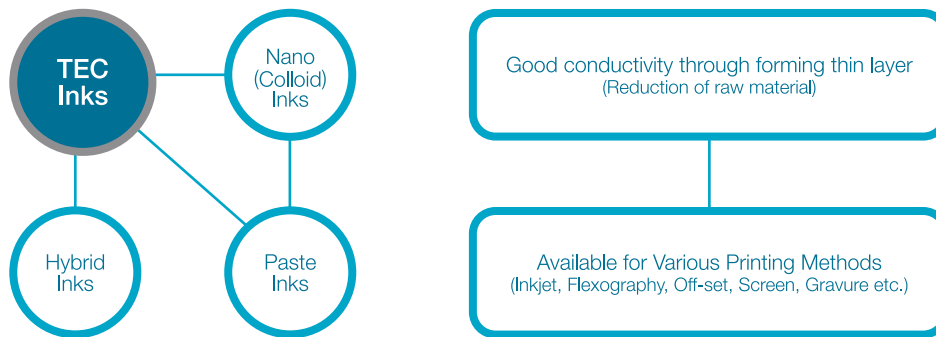 TEC
Inks
Nano
(Colloid)
Inks
Hybrid
Inks
Paste
Inks
Good conductivity through forming thin layer
(Reduction of raw material)
Available for Various Printing Methods
(Inkjet, Flexography, Off-set, Screen, Gravure etc.)